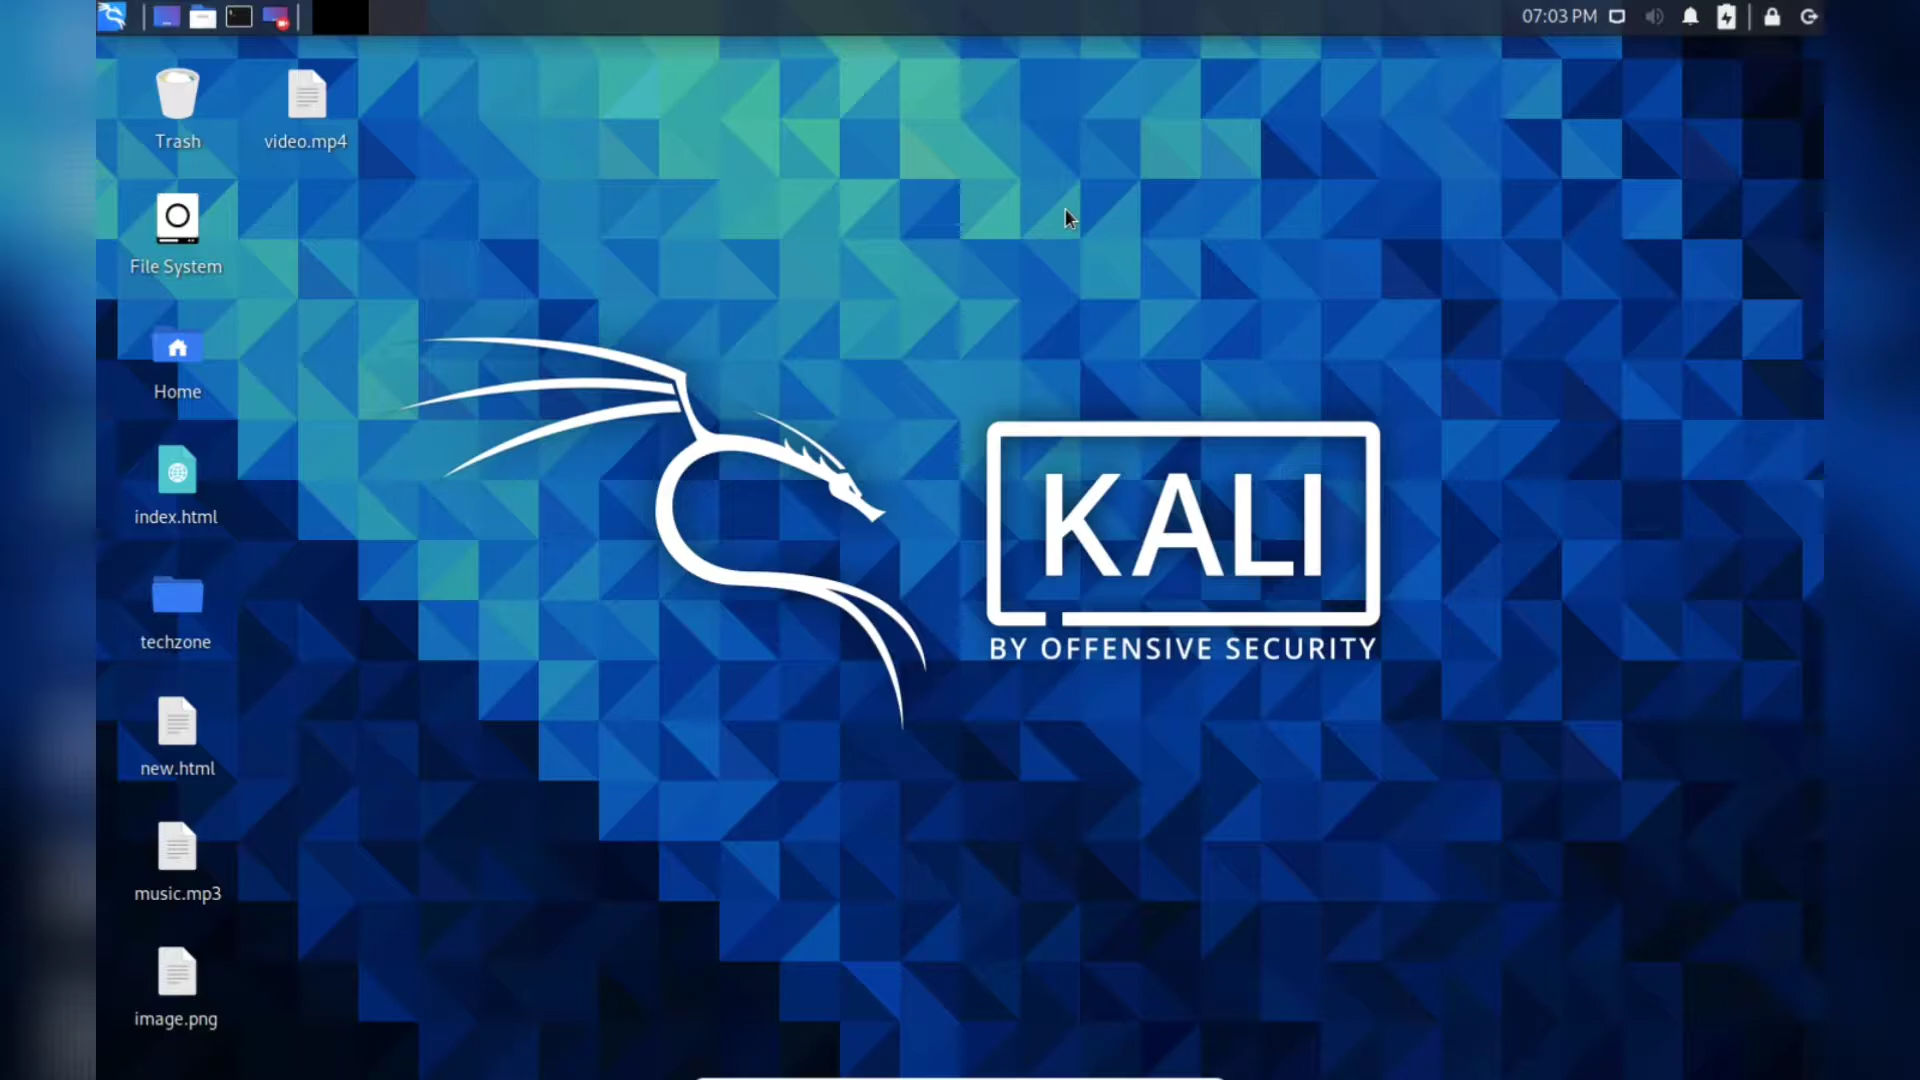 07:03 PM
Trash
video.mp4
File System
Home
index.html
techzone
new.html
music.mp3
image.png
KALI
BY OFFENSIVE SECURITY